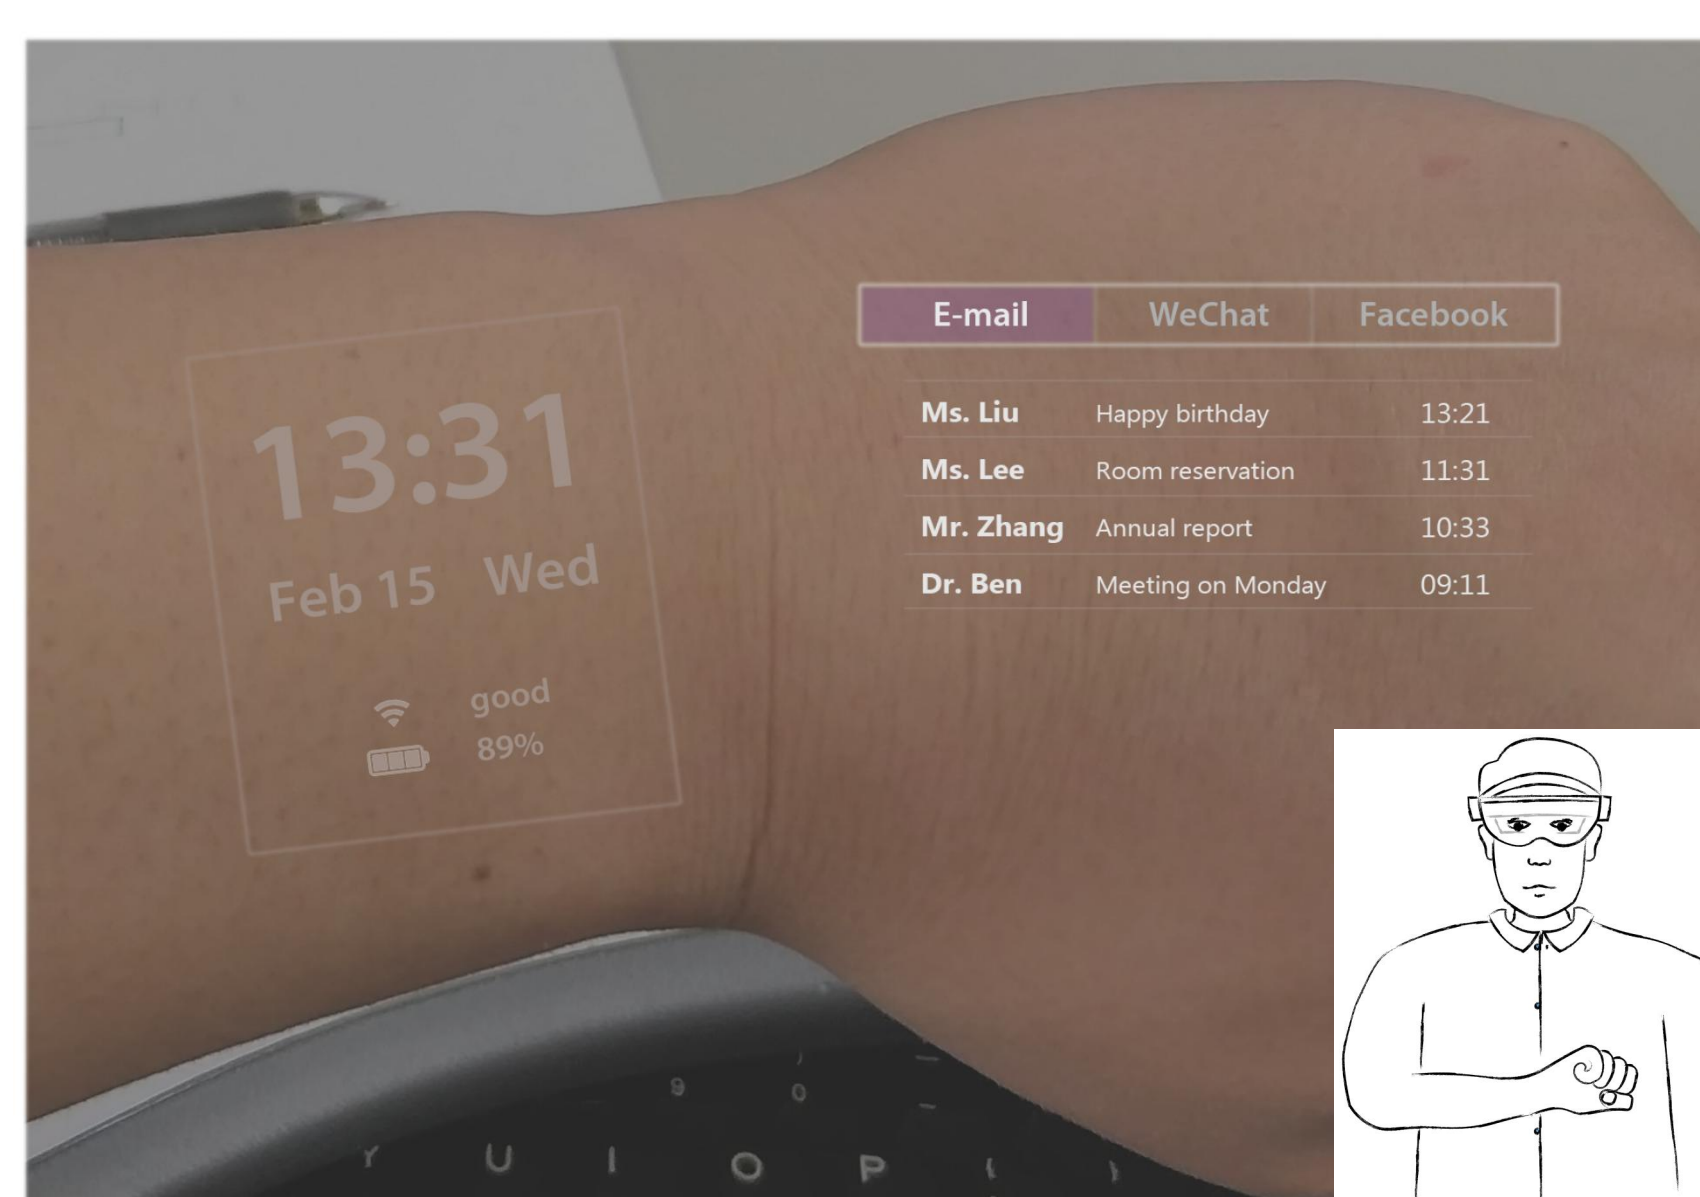 13:31
Feb 15 Wed
good
89%
E-mail WeChat Facebook
Ms. Liu Happy birthday 13:21
Ms. Lee Room reservation 11:31
Mr. Zhang Annual report 10:33
Dr. Ben Meeting on Monday 09:11
9 0 -
Y U I O P { }